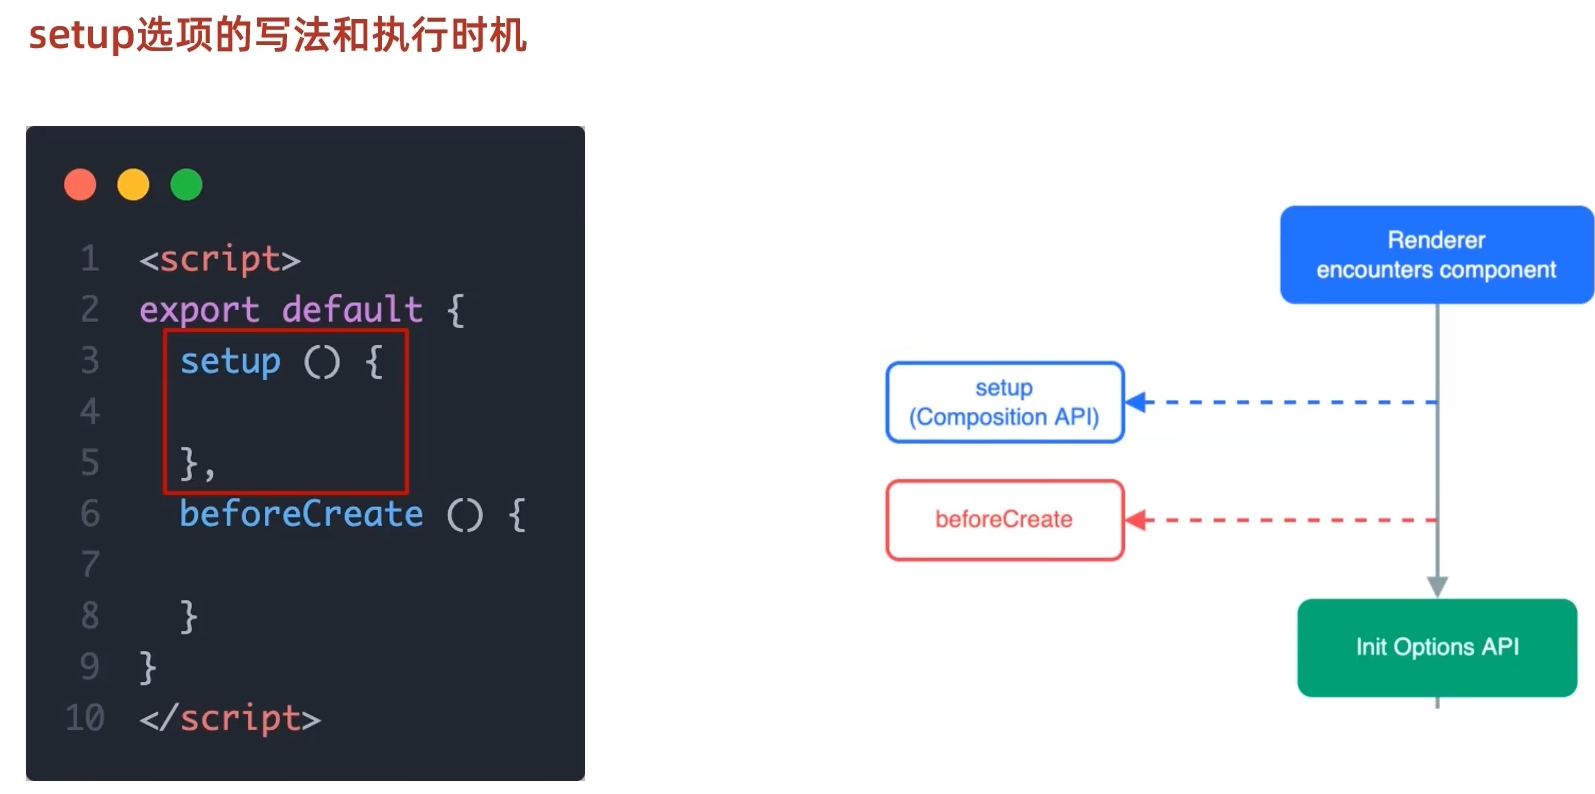 setup选项的写法和执行时机
1 <script>
2 export default {
3 setup () {
4
5 },
6 beforeCreate () {
7
8 }
9 }
10 </script>
Renderer
encounters component
setup
(Composition API)
beforeCreate
Init Options API